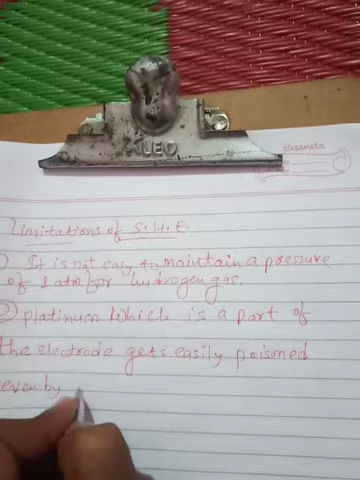 LEO
classmate
Limitations of S.H.E.
1) It is not easy to maintain a pressure
of 1 atm for hydrogen gas.
2) platinum which is a part of
the electrode gets easily poisoned
even by